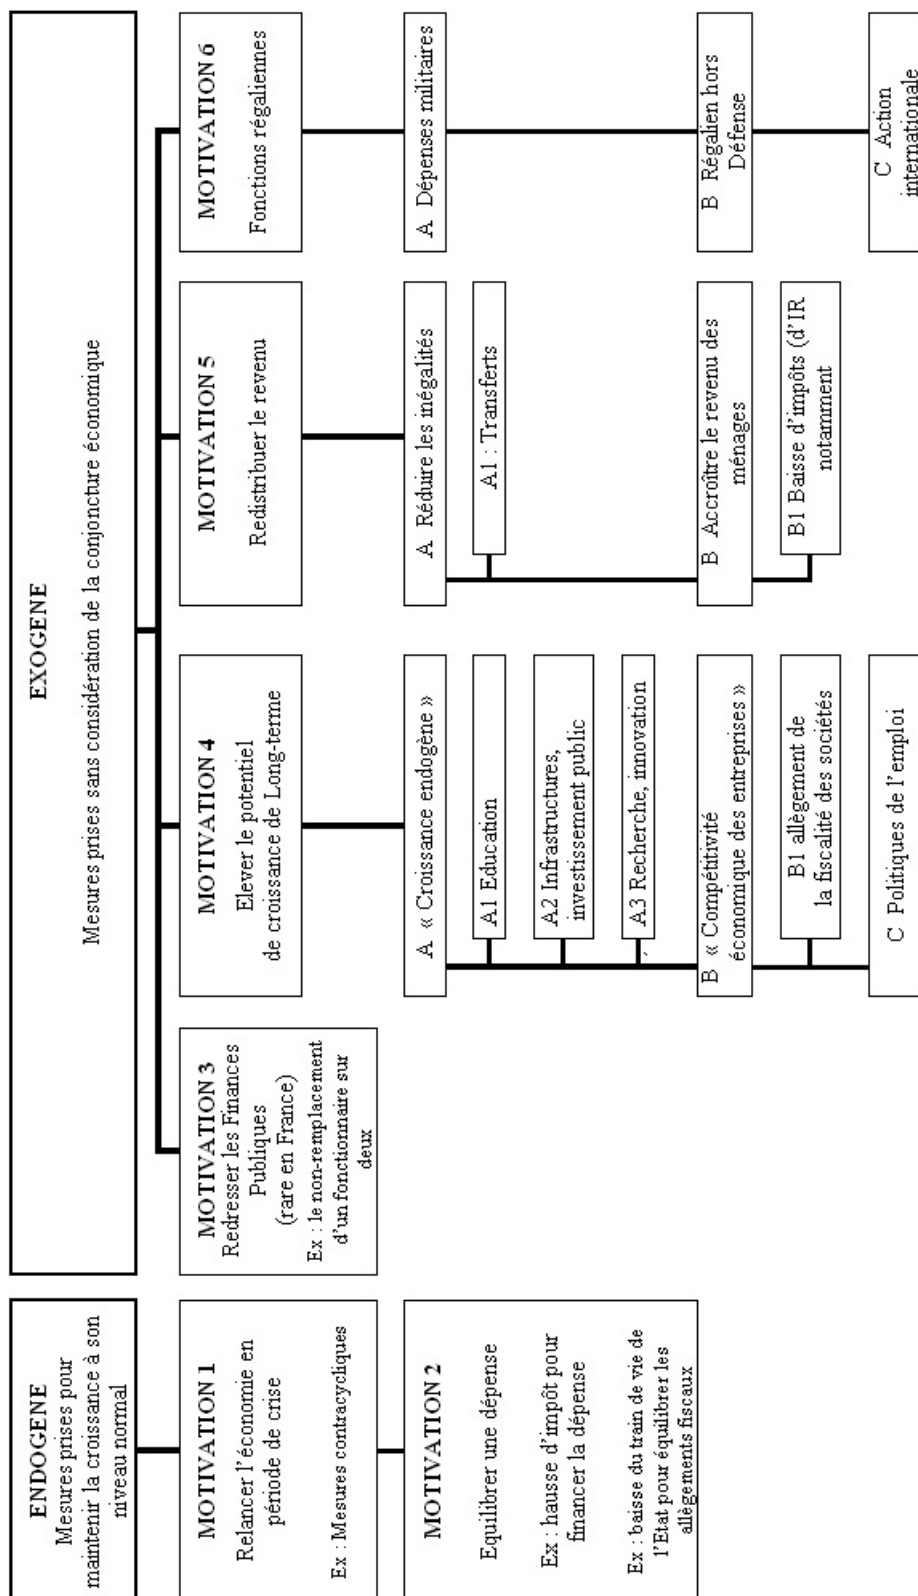 ENDOGENE
Mesures prises pour
maintenir la croissance à son
niveau normal
MOTIVATION 1
Relancer l'économie en
période de crise
Ex : Mesures contracycliques
MOTIVATION 2
Equilibrer une dépense
Ex : hausse d'impôt pour
financer la dépense
Ex : baisse du train de vie de
l'Etat pour équilibrer les
allègements fiscaux
EXOGENE
Mesures prises sans considération de la conjoncture économique
MOTIVATION 3
Redresser les Finances
Publiques
(rare en France)
Ex : le non-remplacement
d'un fonctionnaire sur
deux
MOTIVATION 4
Elever le potentiel
de croissance de Long-terme
A « Croissance endogène »
A1 Education
A2 Infrastructures,
investissement public
A3 Recherche, innovation
B « Compétitivité
économique des entreprises »
B1 allègement de
la fiscalité des sociétés
C Politiques de l'emploi
MOTIVATION 5
Redistribuer le revenu
A Réduire les inégalités
A1 : Transferts
B Accroître le revenu des
ménages
B1 Baisse d'impôts (d'IR
notamment
MOTIVATION 6
Fonctions régaliennes
A Dépenses militaires
B Régalien hors
Défense
C Action
internationale